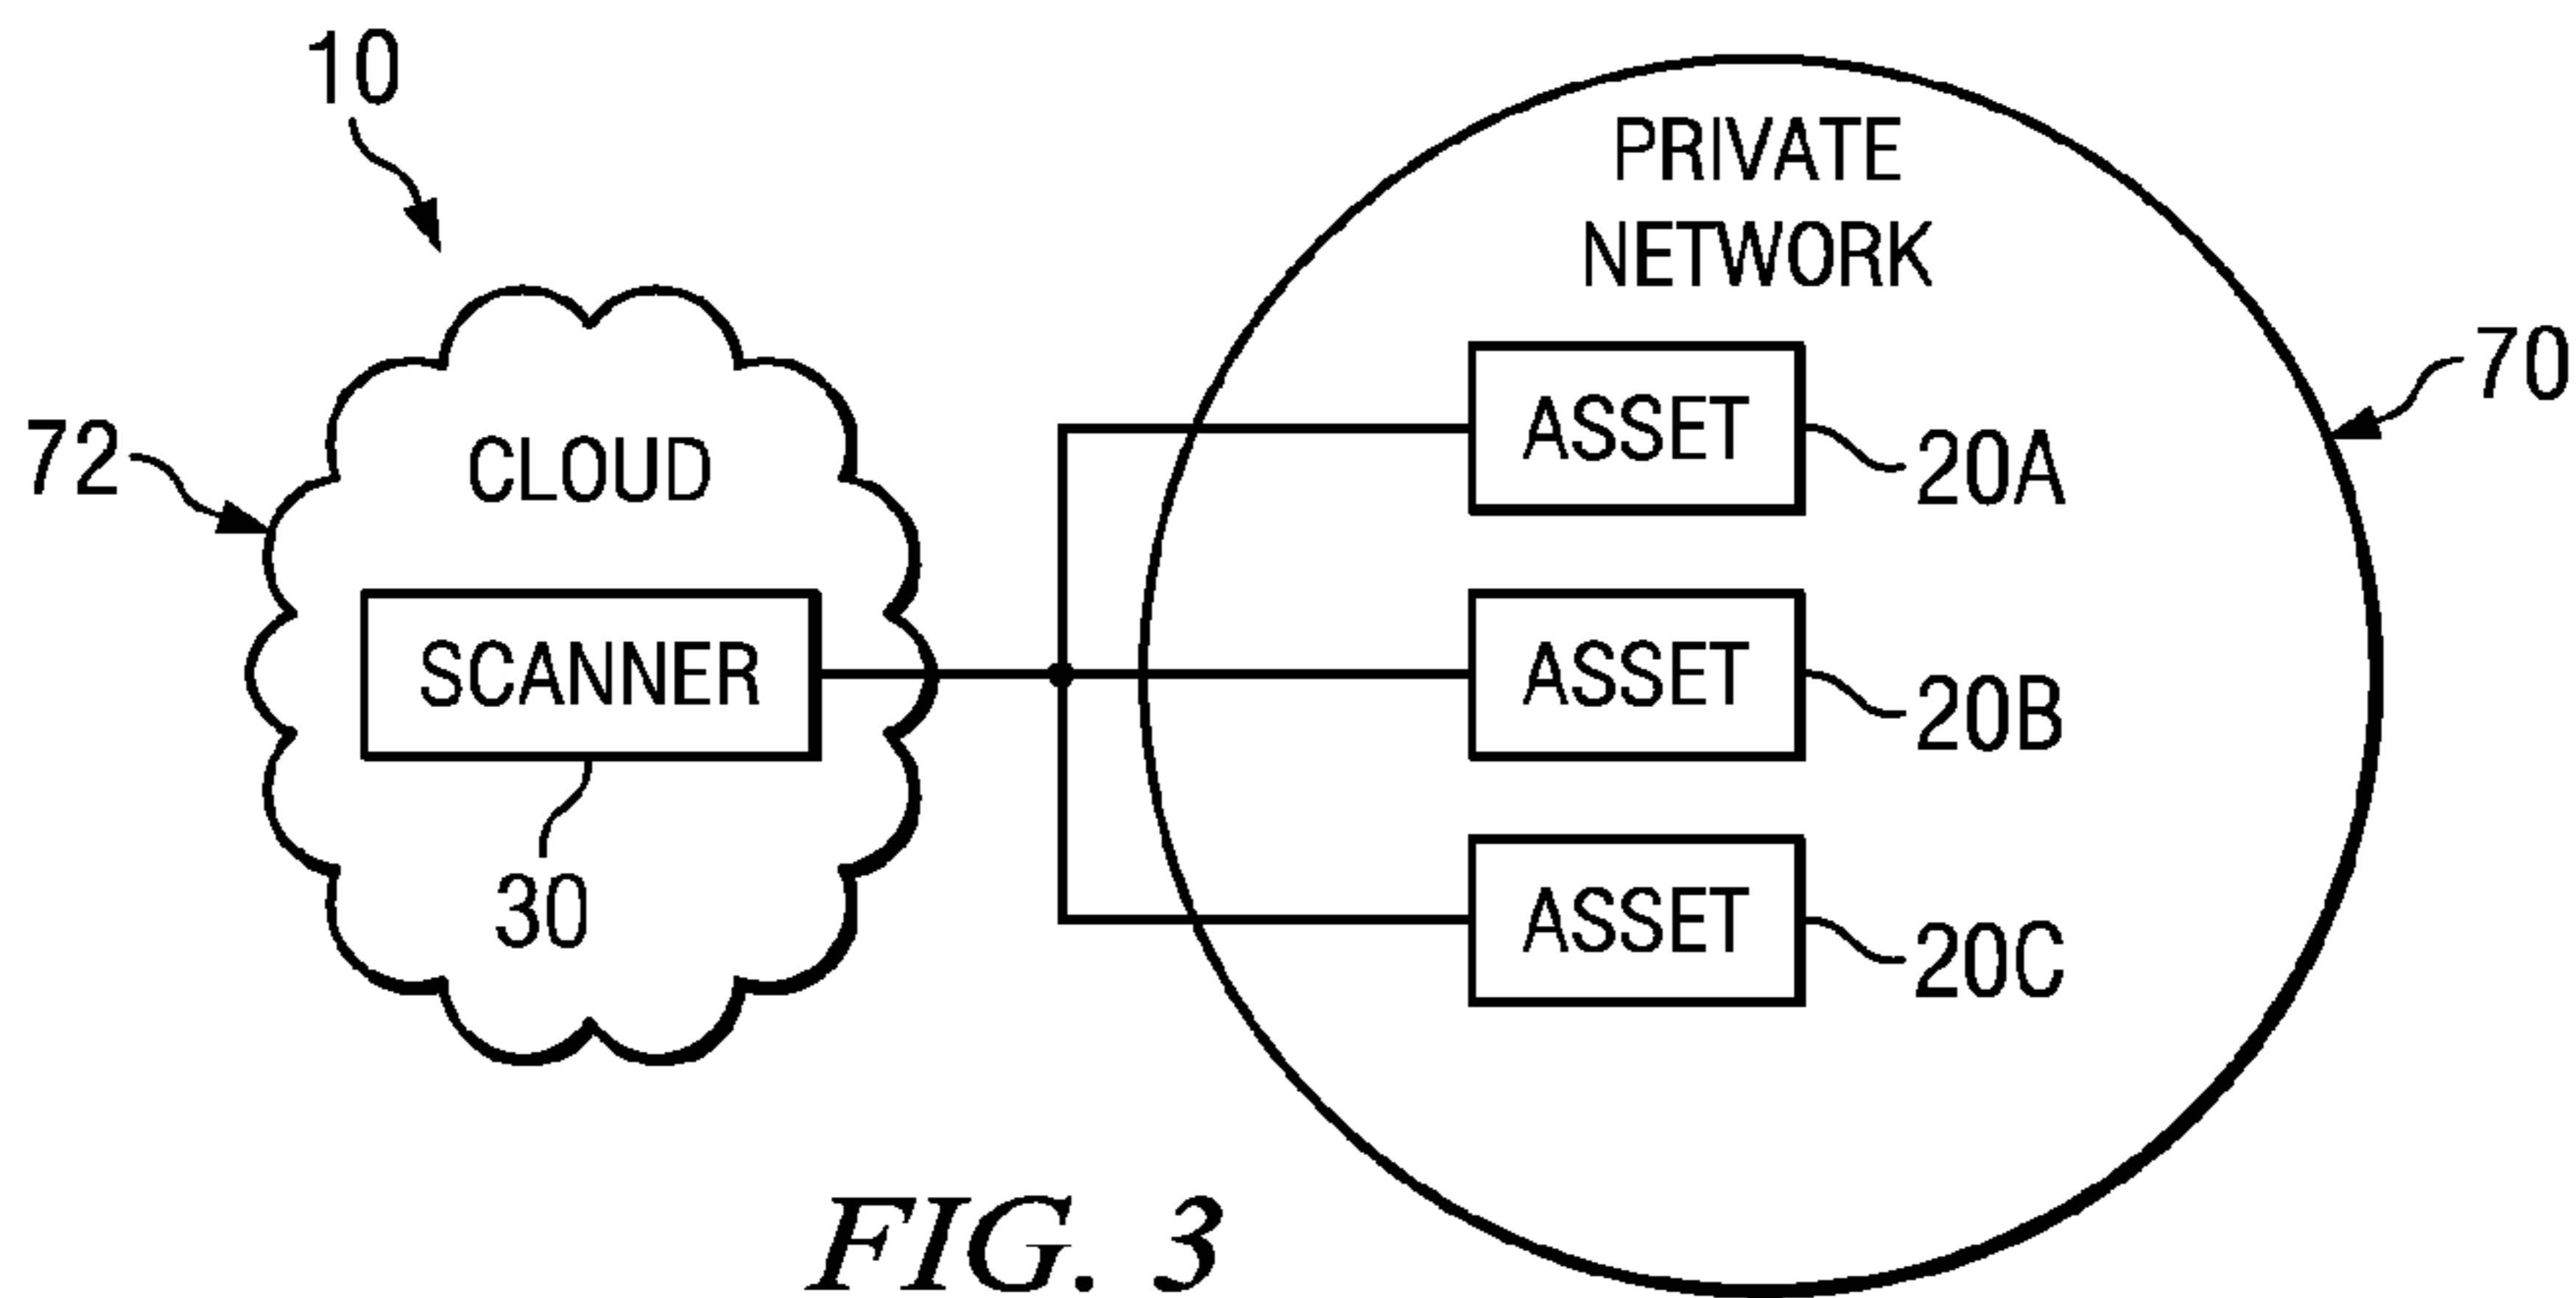 10
PRIVATE
NETWORK
70
72
CLOUD
ASSET
20A
SCANNER
ASSET
20B
30
ASSET
20C
FIG. 3